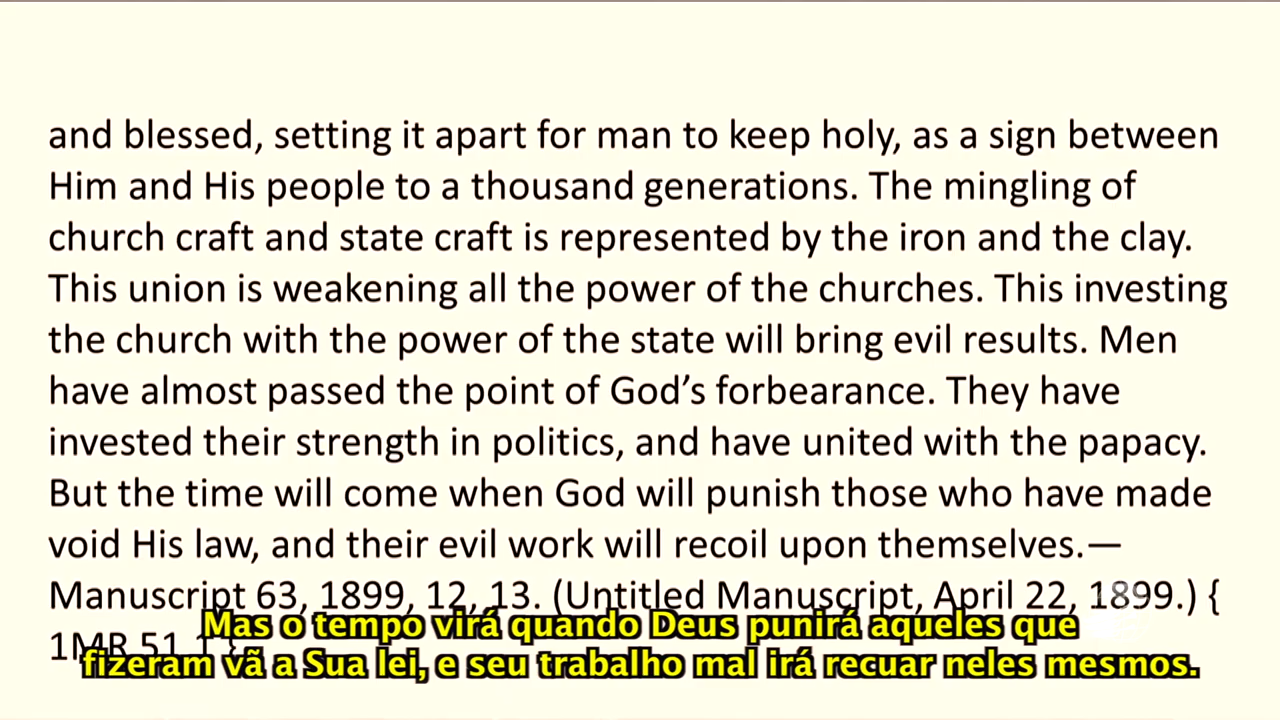 and blessed, setting it apart for man to keep holy, as a sign between
Him and His people to a thousand generations. The mingling of
church craft and state craft is represented by the iron and the clay.
This union is weakening all the power of the churches. This investing
the church with the power of the state will bring evil results. Men
have almost passed the point of God’s forbearance. They have
invested their strength in politics, and have united with the papacy.
But the time will come when God will punish those who have made
void His law, and their evil work will recoil upon themselves.—
Manuscript 63, 1899, 12, 13. (Untitled Manuscript, April 22, 1899.) {
1MR 51.1}
Mas o tempo virá quando Deus punirá aqueles que
fizeram vã a Sua lei, e seu trabalho mal irá recuar neles mesmos.